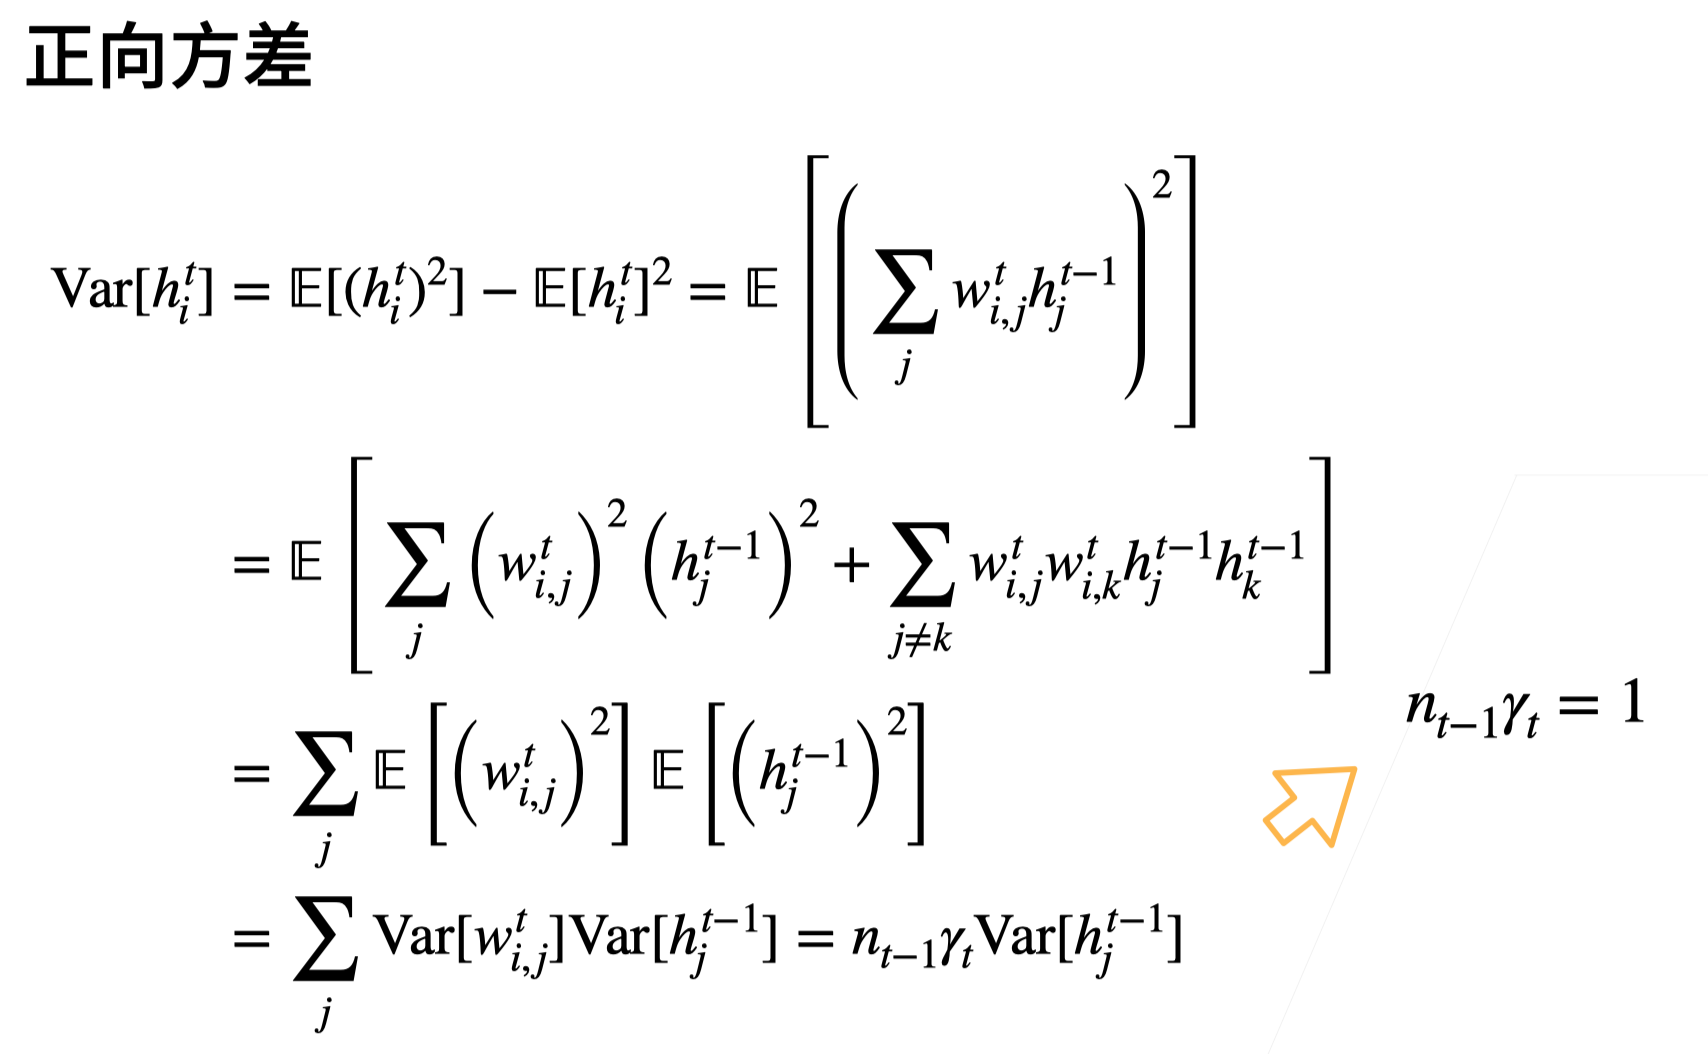 正向方差
Var[h_i^t] = 𝔼[(h_i^t)^2] − 𝔼[h_i^t]^2 = 𝔼[(∑_j w_{i,j}^t h_j^{t−1})^2]
= 𝔼[∑_j (w_{i,j}^t)^2 (h_j^{t−1})^2 + ∑_{j≠k} w_{i,j}^t w_{i,k}^t h_j^{t−1} h_k^{t−1}]
= ∑_j 𝔼[(w_{i,j}^t)^2] 𝔼[(h_j^{t−1})^2]
= ∑_j Var[w_{i,j}^t]Var[h_j^{t−1}] = n_{t−1}γ_t Var[h_j^{t−1}]
n_{t−1}γ_t = 1